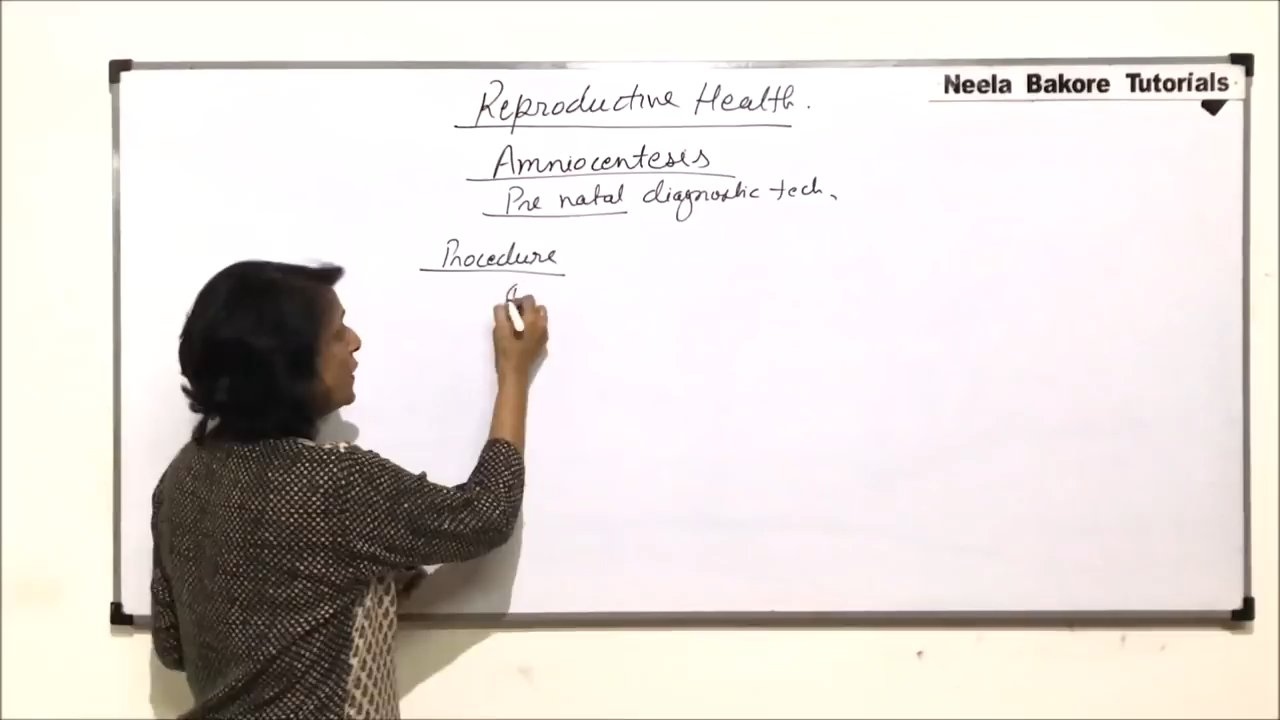 Neela Bakore Tutorials
Reproductive Health.
Amniocentesis
Pre natal diagnostic tech.
Procedure